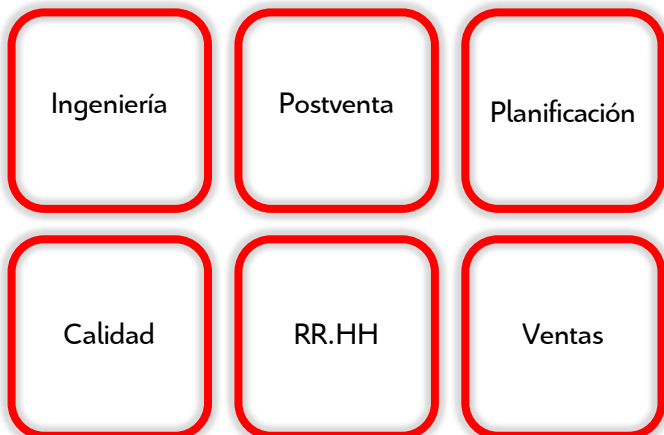 Ingeniería
Postventa
Planificación
Calidad
RR.HH
Ventas